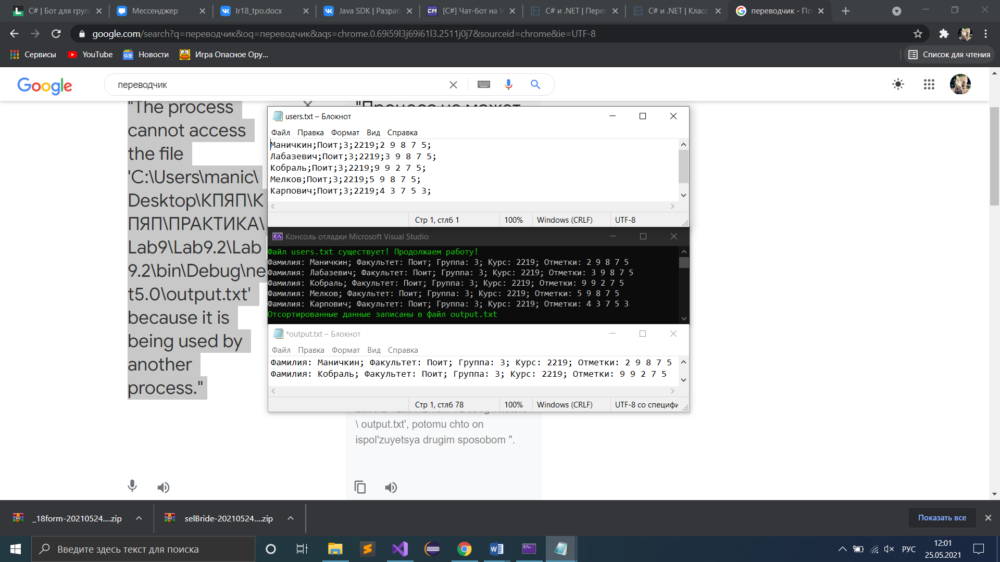 C# | Бот для груп
Мессенджер
lr18_tpo.docx
Java SDK | Разраб
[C#] Чат-бот на V
C# и .NET | Перег
C# и .NET | Класс
переводчик - По
google.com/search?q=переводчик&oq=переводчик&aqs=chrome.0.69i59l3j69i61l3.2511j0j7&sourceid=chrome&ie=UTF-8
Сервисы
YouTube
Новости
Игра Опасное Ору...
Список для чтения
Google
переводчик
"The process
cannot access
the file
'C:\Users\manic\
Desktop\КПЯП\К
ПЯП\ПРАКТИКА\
Lab9\Lab9.2\Lab
9.2\bin\Debug\ne
t5.0\output.txt'
because it is
being used by
another
process."
"Процесс не может
users.txt – Блокнот
Файл Правка Формат Вид Справка
Маничкин;Поит;3;2219;2 9 8 7 5;
Лабазевич;Поит;3;2219;3 9 8 7 5;
Кобраль;Поит;3;2219;9 9 2 7 5;
Мелков;Поит;3;2219;5 9 8 7 5;
Карпович;Поит;3;2219;4 3 7 5 3;
Стр 1, стлб 1
100%
Windows (CRLF)
UTF-8
Консоль отладки Microsoft Visual Studio
Файл users.txt существует! Продолжаем работу!
Фамилия: Маничкин; Факультет: Поит; Группа: 3; Курс: 2219; Отметки: 2 9 8 7 5
Фамилия: Лабазевич; Факультет: Поит; Группа: 3; Курс: 2219; Отметки: 3 9 8 7 5
Фамилия: Кобраль; Факультет: Поит; Группа: 3; Курс: 2219; Отметки: 9 9 2 7 5
Фамилия: Мелков; Факультет: Поит; Группа: 3; Курс: 2219; Отметки: 5 9 8 7 5
Фамилия: Карпович; Факультет: Поит; Группа: 3; Курс: 2219; Отметки: 4 3 7 5 3
Отсортированные данные записаны в файл output.txt
*output.txt – Блокнот
Файл Правка Формат Вид Справка
Фамилия: Маничкин; Факультет: Поит; Группа: 3; Курс: 2219; Отметки: 2 9 8 7 5
Фамилия: Кобраль; Факультет: Поит; Группа: 3; Курс: 2219; Отметки: 9 9 2 7 5
Стр 1, стлб 78
100%
Windows (CRLF)
UTF-8 со специфи
\ output.txt', potomu chto on
ispol'zuyetsya drugim sposobom ".
_18form-20210524....zip
selBride-20210524....zip
Показать все
Введите здесь текст для поиска
РУС
12:01
25.05.2021